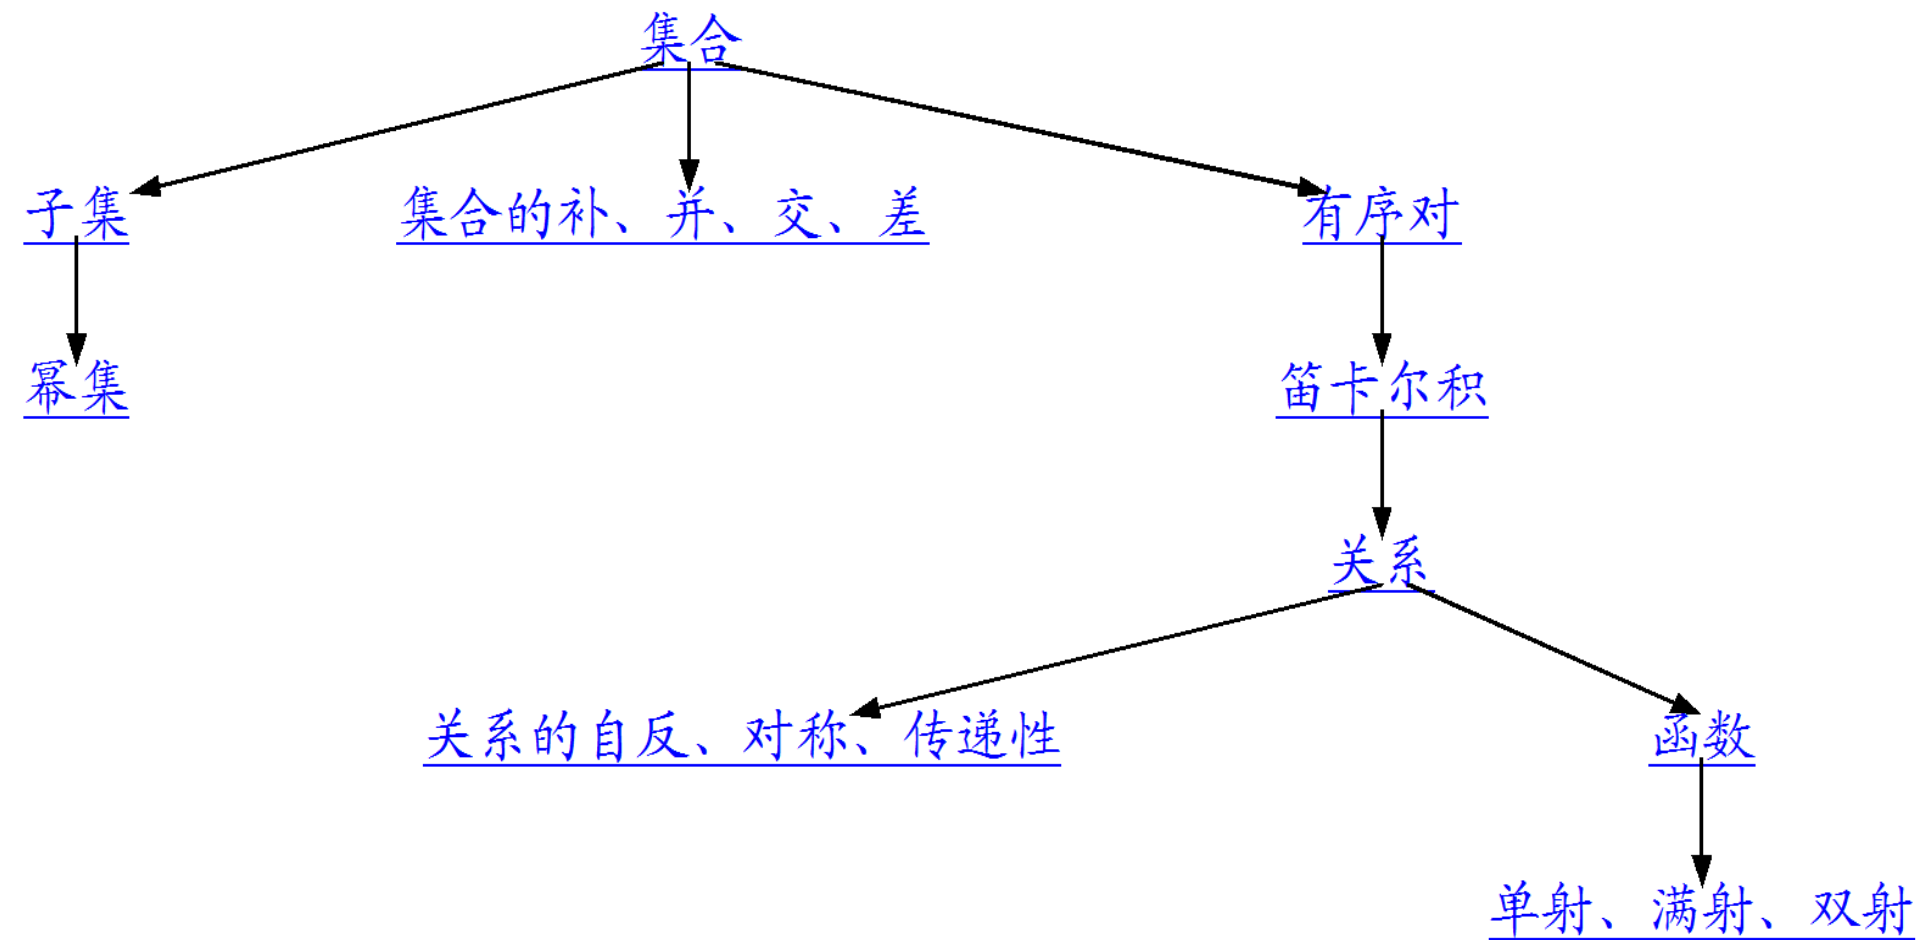 集合
子集
集合的补、并、交、差
有序对
幂集
笛卡尔积
关系
关系的自反、对称、传递性
函数
单射、满射、双射